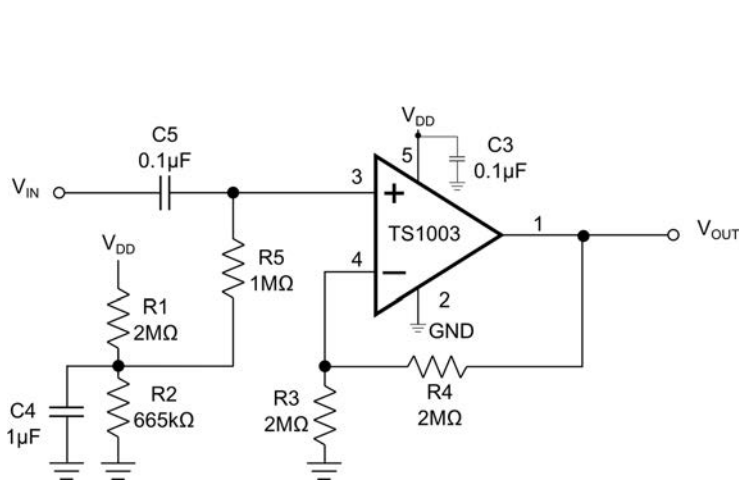 V_DD
C5
0.1µF
C3
0.1µF
5
3
V_IN
TS1003
1
V_OUT
V_DD
R5
1MΩ
4
2
R1
2MΩ
GND
R2
665kΩ
C4
1µF
R3
2MΩ
R4
2MΩ